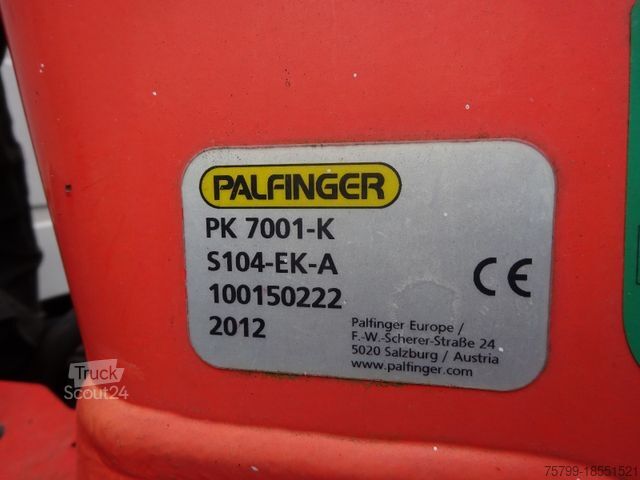 PALFINGER
PK 7001-K
S104-EK-A
100150222
2012
CE
Palfinger Europe /
F.-W.-Scherer-Straße 24
5020 Salzburg / Austria
www.palfinger.com
Truck
Scout24
75799-18551521